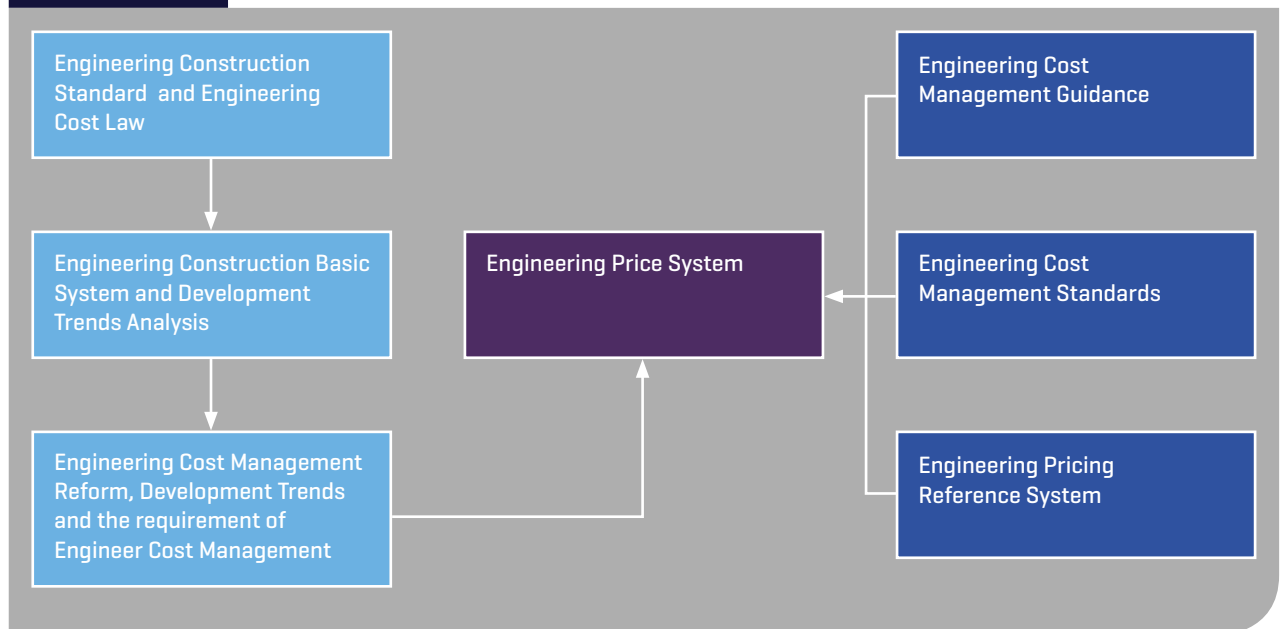 Engineering Construction
Standard and Engineering
Cost Law
Engineering Construction Basic
System and Development
Trends Analysis
Engineering Cost Management
Reform, Development Trends
and the requirement of
Engineer Cost Management
Engineering Price System
Engineering Cost
Management Guidance
Engineering Cost
Management Standards
Engineering Pricing
Reference System